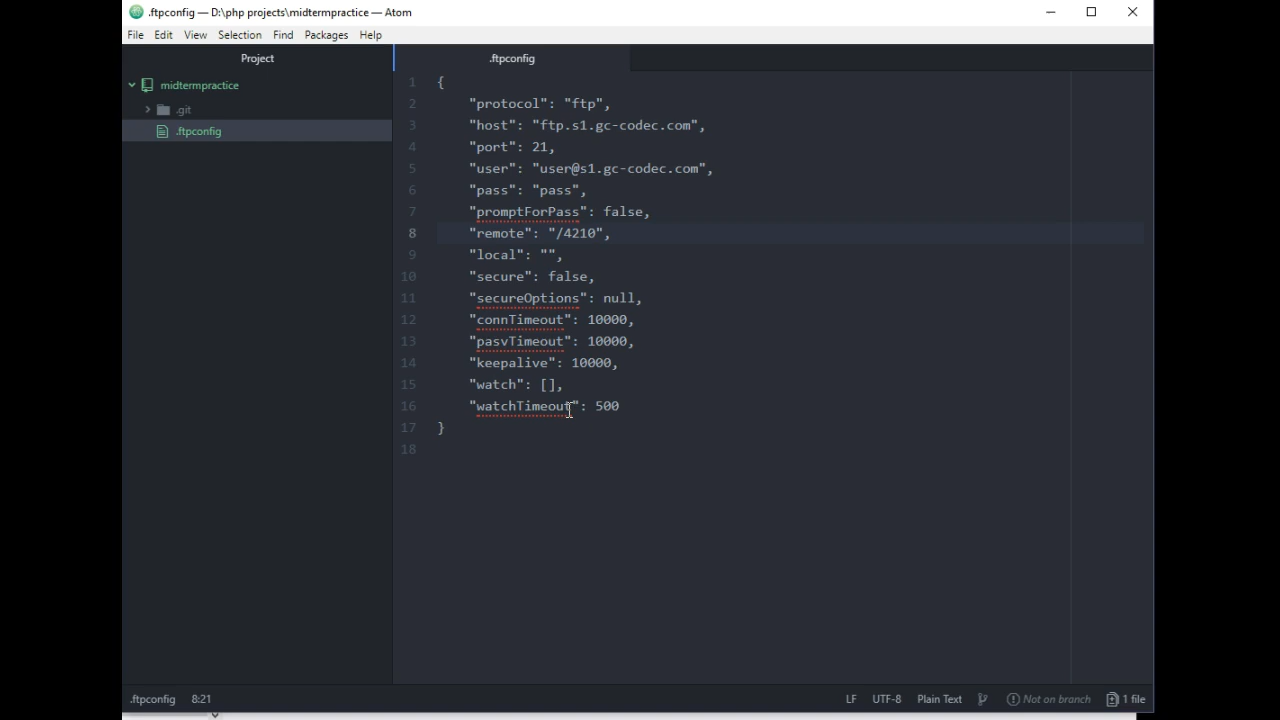 .ftpconfig — D:\php projects\midtermpractice — Atom
File Edit View Selection Find Packages Help
Project
.ftpconfig
midtermpractice
.git
.ftpconfig
1 {
2 "protocol": "ftp",
3 "host": "ftp.s1.gc-codec.com",
4 "port": 21,
5 "user": "user@s1.gc-codec.com",
6 "pass": "pass",
7 "promptForPass": false,
8 "remote": "/4210",
9 "local": "",
10 "secure": false,
11 "secureOptions": null,
12 "connTimeout": 10000,
13 "pasvTimeout": 10000,
14 "keepalive": 10000,
15 "watch": [],
16 "watchTimeout": 500
17 }
18
.ftpconfig 8:21 LF UTF-8 Plain Text Not on branch 1 file